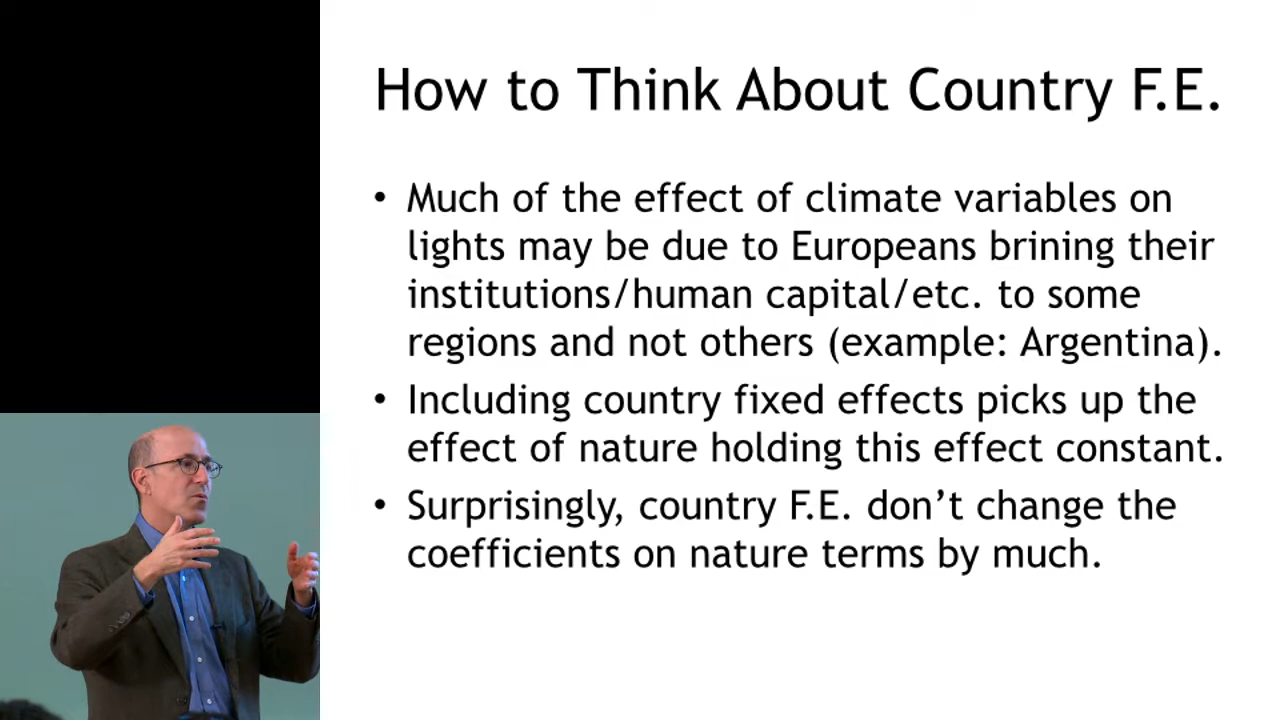 How to Think About Country F.E.
• Much of the effect of climate variables on
lights may be due to Europeans brining their
institutions/human capital/etc. to some
regions and not others (example: Argentina).
• Including country fixed effects picks up the
effect of nature holding this effect constant.
• Surprisingly, country F.E. don’t change the
coefficients on nature terms by much.